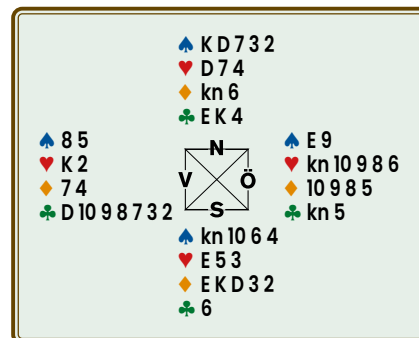 ♠ K D 7 3 2
♥ D 7 4
♦ kn 6
♣ E K 4
♠ 8 5
♥ K 2
♦ 7 4
♣ D 10 9 8 7 3 2
N
V Ö
S
♠ E 9
♥ kn 10 9 8 6
♦ 10 9 8 5
♣ kn 5
♠ kn 10 6 4
♥ E 5 3
♦ E K D 3 2
♣ 6